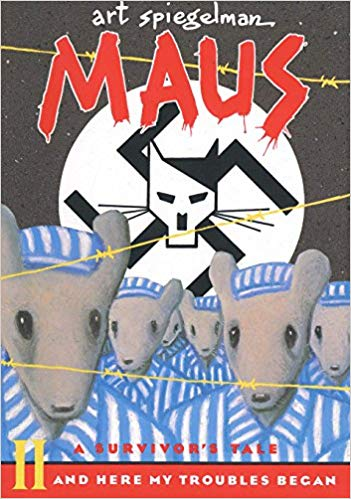 art spiegelman
MAUS
A SURVIVOR'S TALE
II
AND HERE MY TROUBLES BEGAN